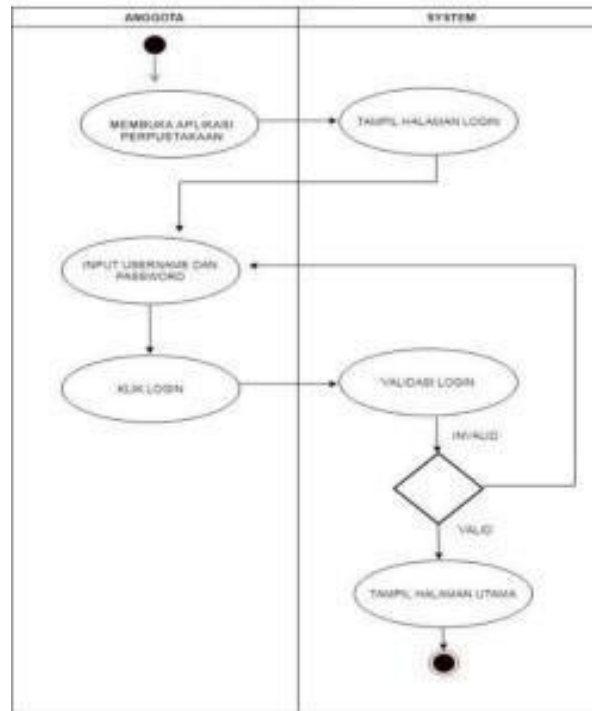 ANGGOTA
SYSTEM
MEMBUKA APLIKASI
PERPUSTAKAAN
TAMPIL HALAMAN LOGIN
INPUT USERNAME DAN
PASSWORD
KLIK LOGIN
VALIDASI LOGIN
INVALID
VALID
TAMPIL HALAMAN UTAMA